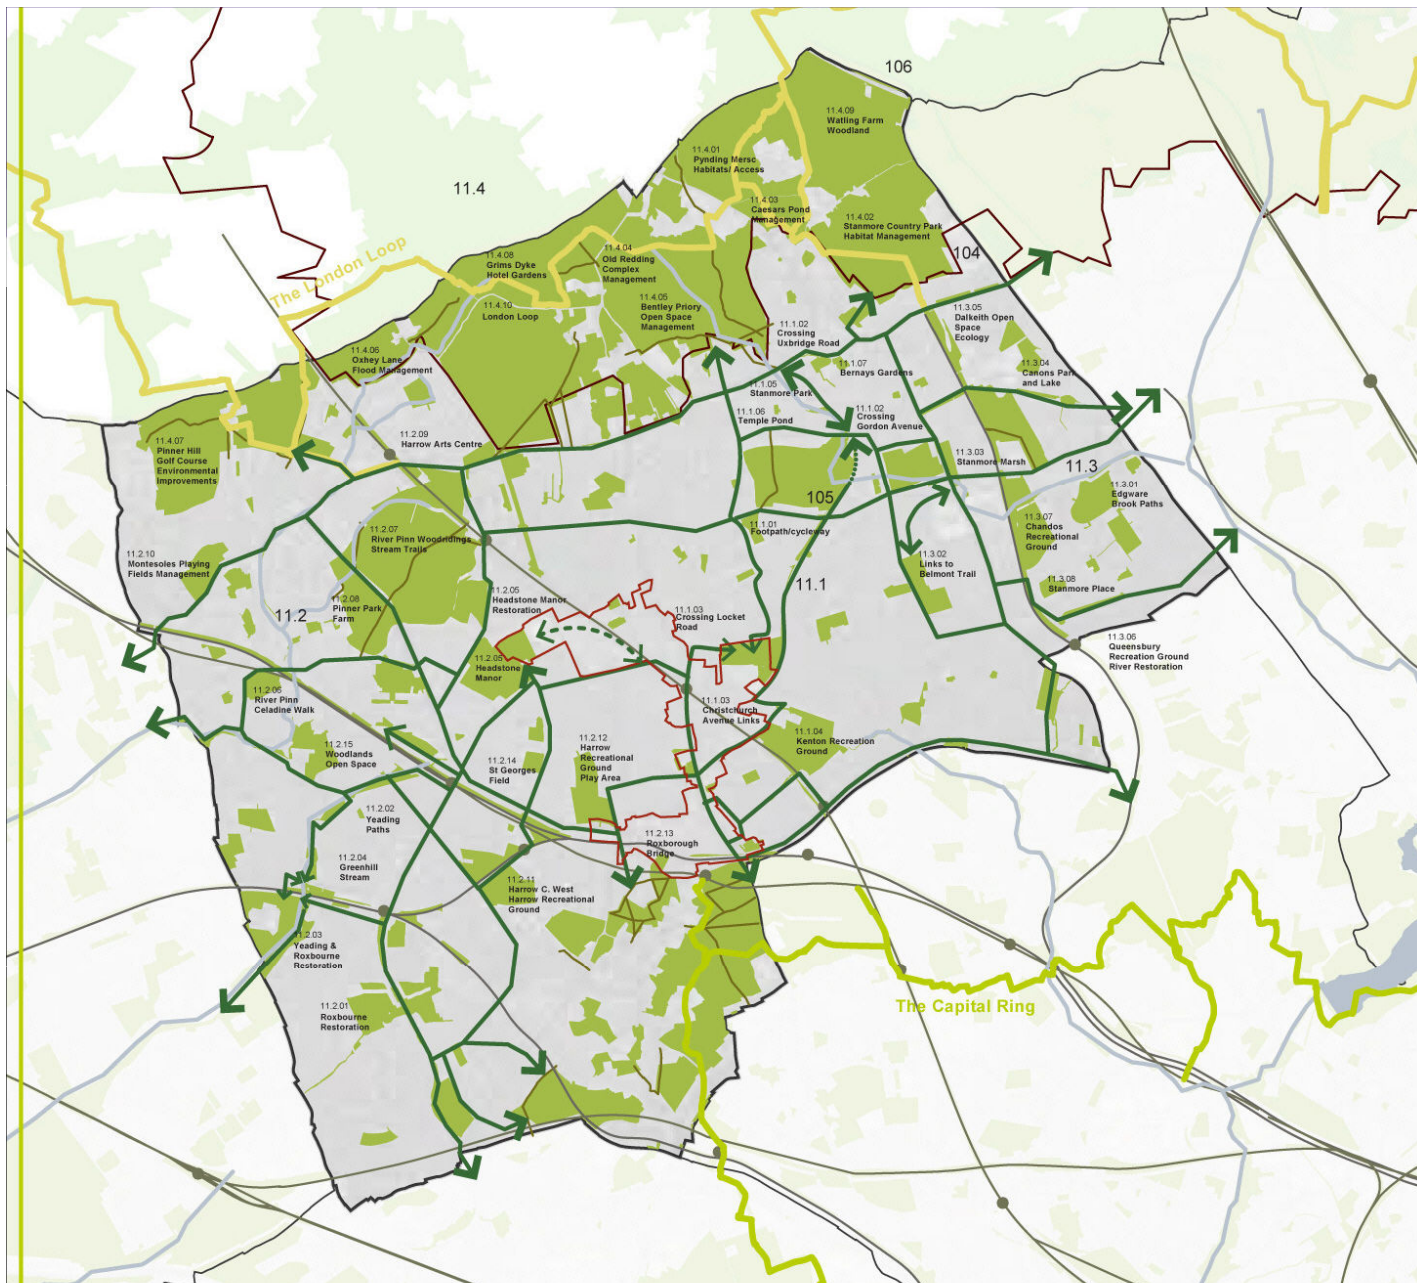 106
11.4.09
Watling Farm
Woodland
11.4.01
Pynding Mersc
Habitats/ Access
11.4
11.4.03
Caesars Pond
Management
11.4.02
Stanmore Country Park
Habitat Management
104
The London Loop
11.4.08
Grims Dyke
Hotel Gardens
11.4.04
Old Redding
Complex
Management
11.4.10
London Loop
11.4.05
Bentley Priory
Open Space
Management
11.1.02
Crossing
Uxbridge Road
11.3.05
Dalkeith Open
Space
Ecology
11.4.06
Oxhey Lane
Flood Management
11.1.07
Bernays Gardens
11.3.04
Canons Park
and Lake
11.1.05
Stanmore Park
11.1.06
Temple Pond
11.1.02
Crossing
Gordon Avenue
11.4.07
Pinner Hill
Golf Course
Environmental
Improvements
11.2.09
Harrow Arts Centre
11.3.03
Stanmore Marsh
11.3
11.3.01
Edgware
Brook Paths
105
11.2.07
River Pinn Woodridings
Stream Trails
11.1.01
Footpath/cycleway
11.3.07
Chandos
Recreational
Ground
11.2.10
Montesoles Playing
Fields Management
11.3.02
Links to
Belmont Trail
11.3.08
Stanmore Place
11.1
11.2.08
Pinner Park
Farm
11.2
11.2.05
Headstone Manor
Restoration
11.1.03
Crossing Locket
Road
11.3.06
Queensbury
Recreation Ground
River Restoration
11.2.05
Headstone
Manor
11.2.06
River Pinn
Celadine Walk
11.1.03
Christchurch
Avenue Links
11.1.04
Kenton Recreation
Ground
11.2.15
Woodlands
Open Space
11.2.14
St Georges
Field
11.2.12
Harrow
Recreational
Ground
Play Area
11.2.02
Yeading
Paths
11.2.13
Roxborough
Bridge
11.2.04
Greenhill
Stream
11.2.11
Harrow C. West
Harrow Recreational
Ground
11.2.03
Yeading &
Roxbourne
Restoration
11.2.01
Roxbourne
Restoration
The Capital Ring